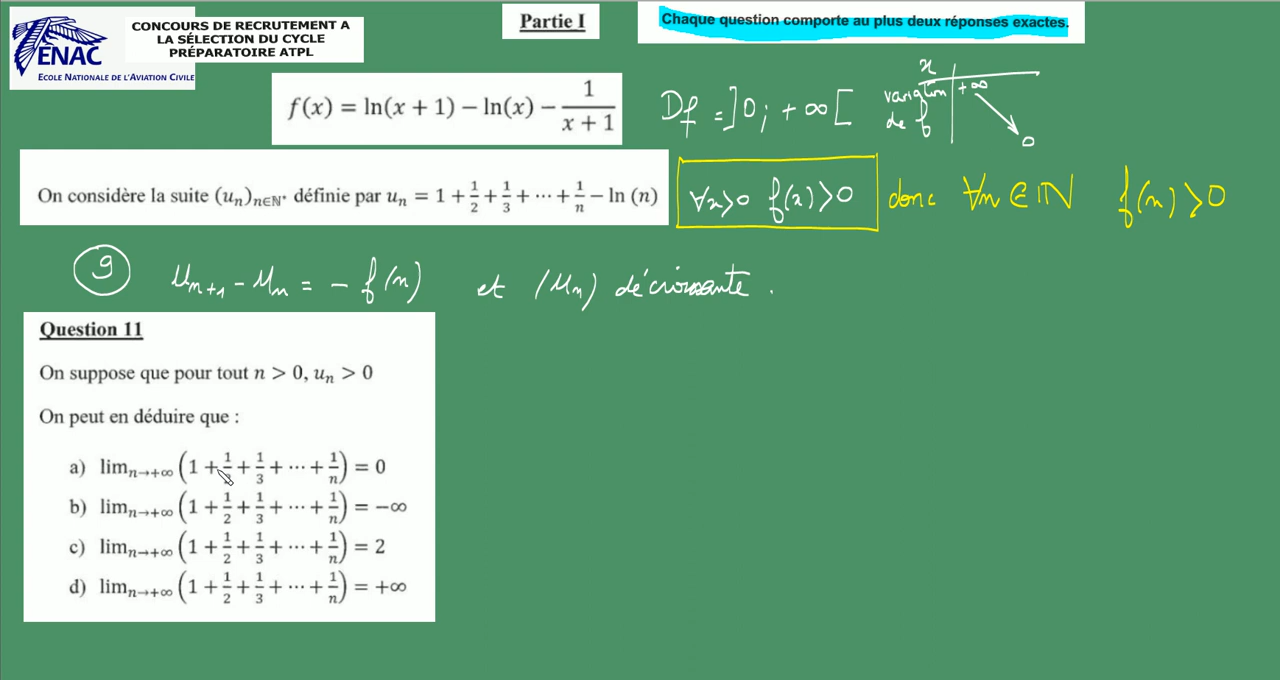 ENAC
ECOLE NATIONALE DE L'AVIATION CIVILE
CONCOURS DE RECRUTEMENT A
LA SÉLECTION DU CYCLE
PRÉPARATOIRE ATPL
Partie I
Chaque question comporte au plus deux réponses exactes.
f(x) = ln(x + 1) − ln(x) − 1/(x + 1)
Df = ]0; +∞[
x
variation de f
+∞
0
On considère la suite (uₙ)ₙ∈ℕ* définie par uₙ = 1 + 1/2 + 1/3 + ⋯ + 1/n − ln (n)
∀x>0 f(x)>0
donc ∀n ∈ ℕ f(n) > 0
9 uₙ₊₁ − uₙ = − f(n) et (uₙ) décroissante.
Question 11
On suppose que pour tout n > 0, uₙ > 0
On peut en déduire que :
a) limₙ→+∞ (1 + 1/2 + 1/3 + ⋯ + 1/n) = 0
b) limₙ→+∞ (1 + 1/2 + 1/3 + ⋯ + 1/n) = −∞
c) limₙ→+∞ (1 + 1/2 + 1/3 + ⋯ + 1/n) = 2
d) limₙ→+∞ (1 + 1/2 + 1/3 + ⋯ + 1/n) = +∞